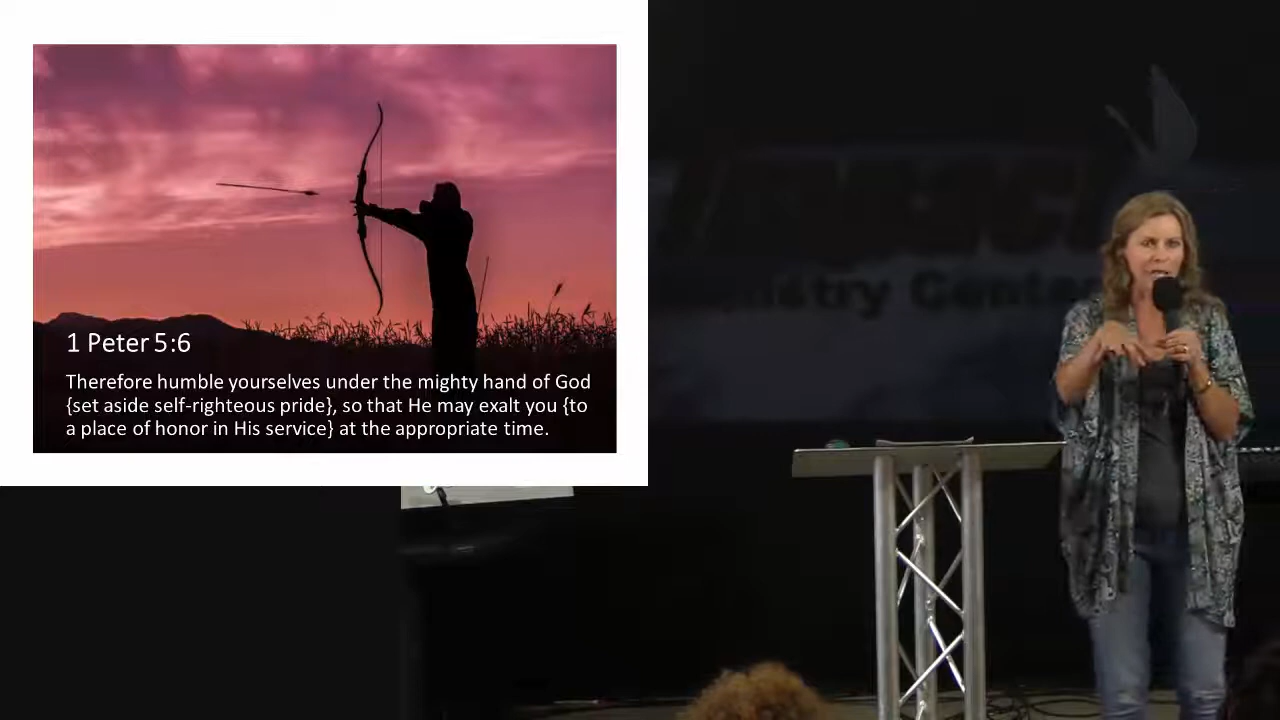 1 Peter 5:6
Therefore humble yourselves under the mighty hand of God
{set aside self-righteous pride}, so that He may exalt you {to
a place of honor in His service} at the appropriate time.